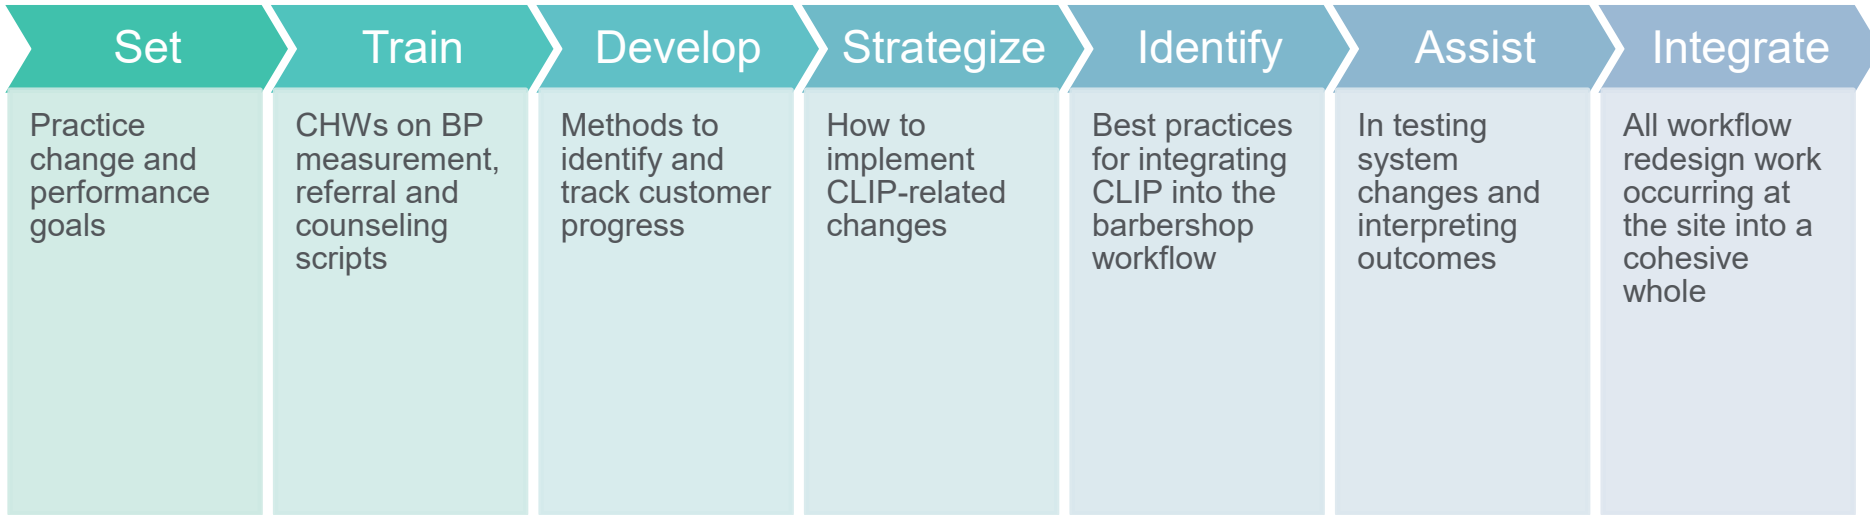 Set
Practice
change and
performance
goals
Train
CHWs on BP
measurement,
referral and
counseling
scripts
Develop
Methods to
identify and
track customer
progress
Strategize
How to
implement
CLIP-related
changes
Identify
Best practices
for integrating
CLIP into the
barbershop
workflow
Assist
In testing
system
changes and
interpreting
outcomes
Integrate
All workflow
redesign work
occurring at
the site into a
cohesive
whole